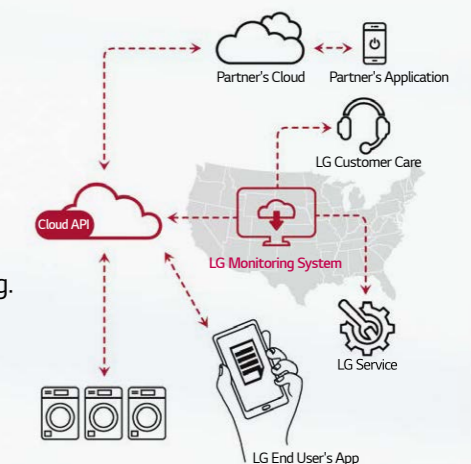 Partner's Cloud
Partner's Application
LG Customer Care
Cloud API
LG Monitoring System
g.
LG Service
LG End User's App